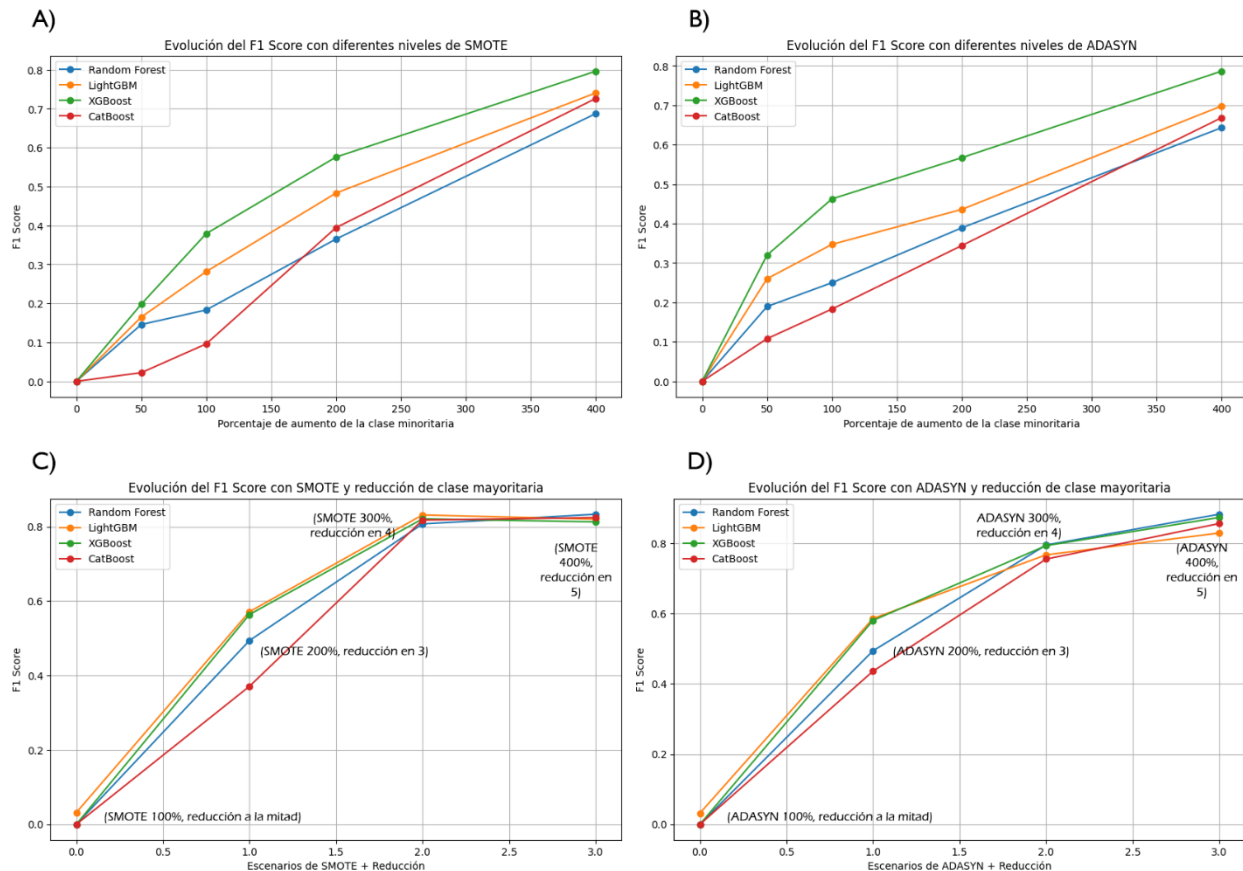 A)
Evolución del F1 Score con diferentes niveles de SMOTE
Random Forest
LightGBM
XGBoost
CatBoost
F1 Score
0.8
0.7
0.6
0.5
0.4
0.3
0.2
0.1
0.0
0 50 100 150 200 250 300 350 400
Porcentaje de aumento de la clase minoritaria
B)
Evolución del F1 Score con diferentes niveles de ADASYN
Random Forest
LightGBM
XGBoost
CatBoost
F1 Score
0.8
0.7
0.6
0.5
0.4
0.3
0.2
0.1
0.0
0 50 100 150 200 250 300 350 400
Porcentaje de aumento de la clase minoritaria
C)
Evolución del F1 Score con SMOTE y reducción de clase mayoritaria
Random Forest
LightGBM
XGBoost
CatBoost
(SMOTE 300%,
reducción en 4)
(SMOTE
400%,
reducción en
5)
(SMOTE 200%, reducción en 3)
(SMOTE 100%, reducción a la mitad)
F1 Score
0.8
0.6
0.4
0.2
0.0
0.0 0.5 1.0 1.5 2.0 2.5 3.0
Escenarios de SMOTE + Reducción
D)
Evolución del F1 Score con ADASYN y reducción de clase mayoritaria
Random Forest
LightGBM
XGBoost
CatBoost
ADASYN 300%,
reducción en 4)
(ADASYN
400%,
reducción en
5)
(ADASYN 200%, reducción en 3)
(ADASYN 100%, reducción a la mitad)
F1 Score
0.8
0.6
0.4
0.2
0.0
0.0 0.5 1.0 1.5 2.0 2.5 3.0
Escenarios de ADASYN + Reducción